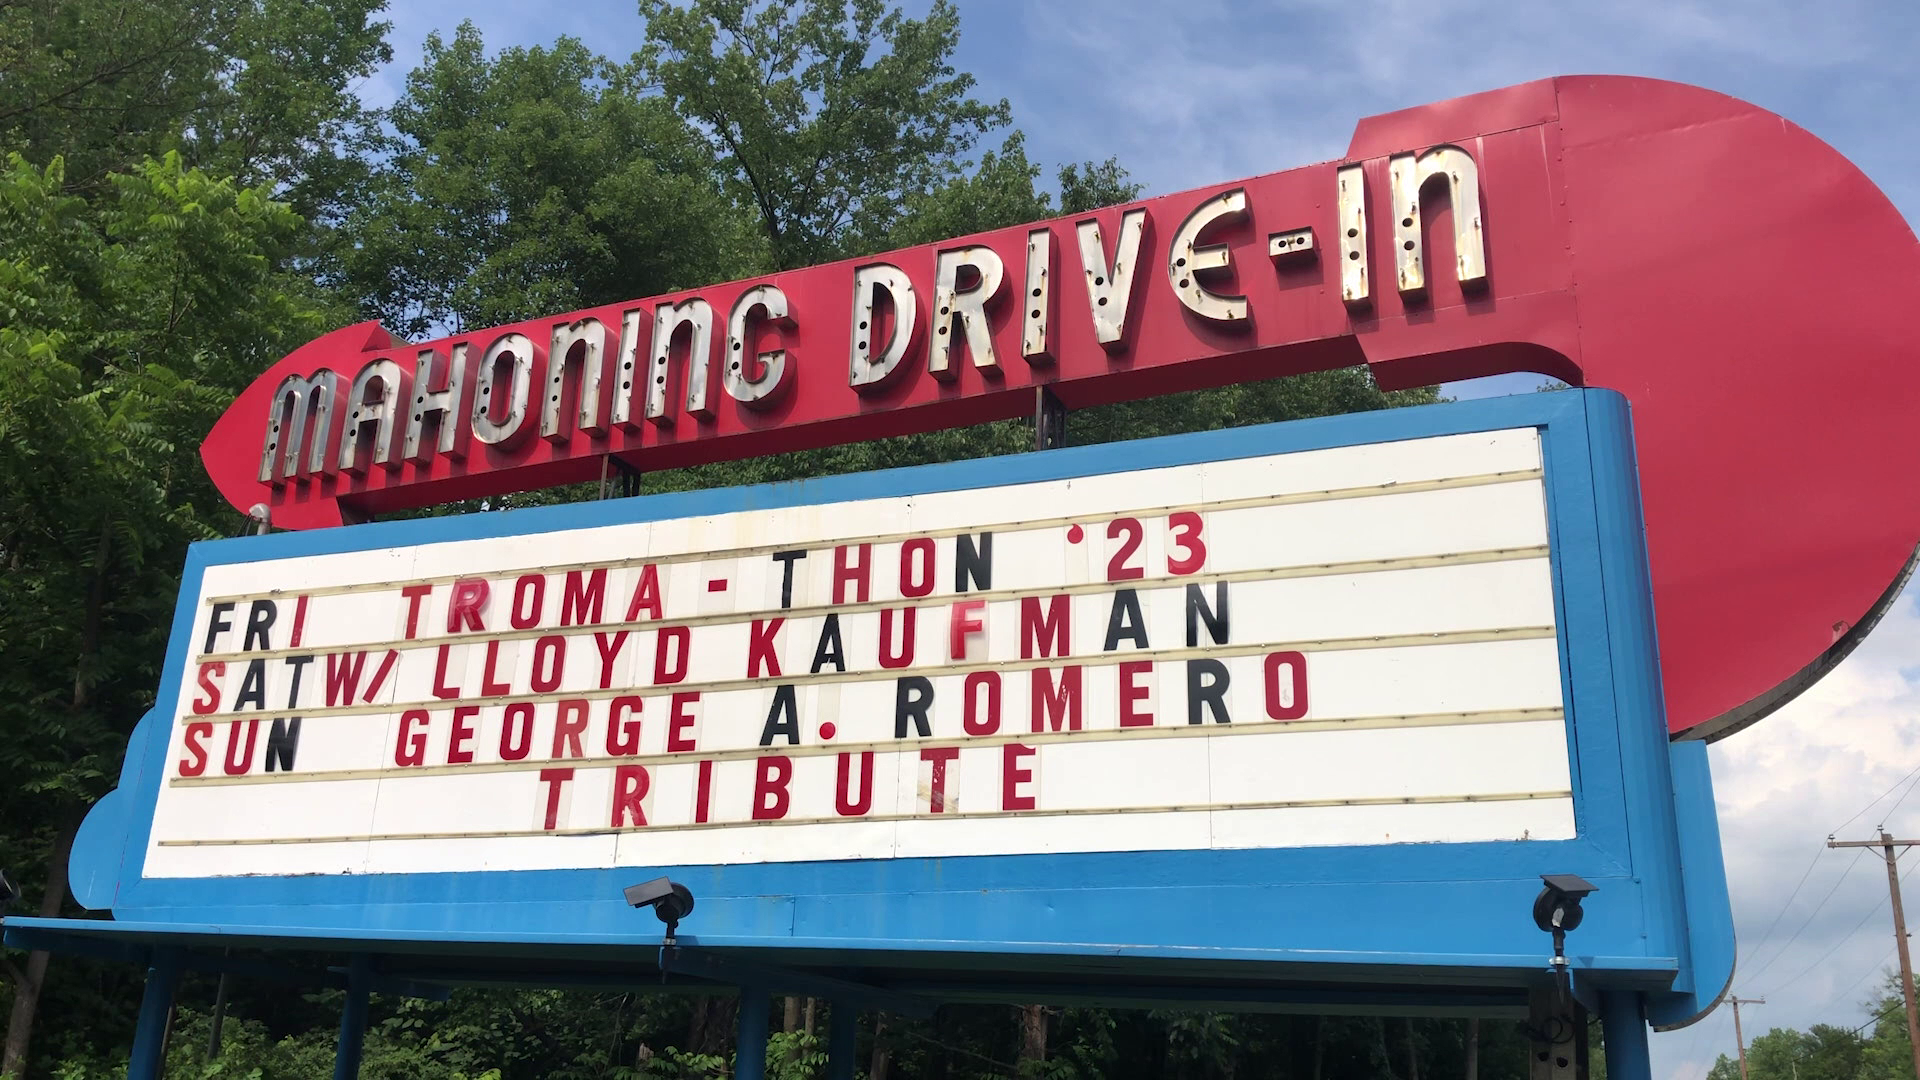 MAHONING DRIVE-IN
FRI TROMA-THON '23
SAT W/ LLOYD KAUFMAN
SUN GEORGE A. ROMERO
TRIBUTE